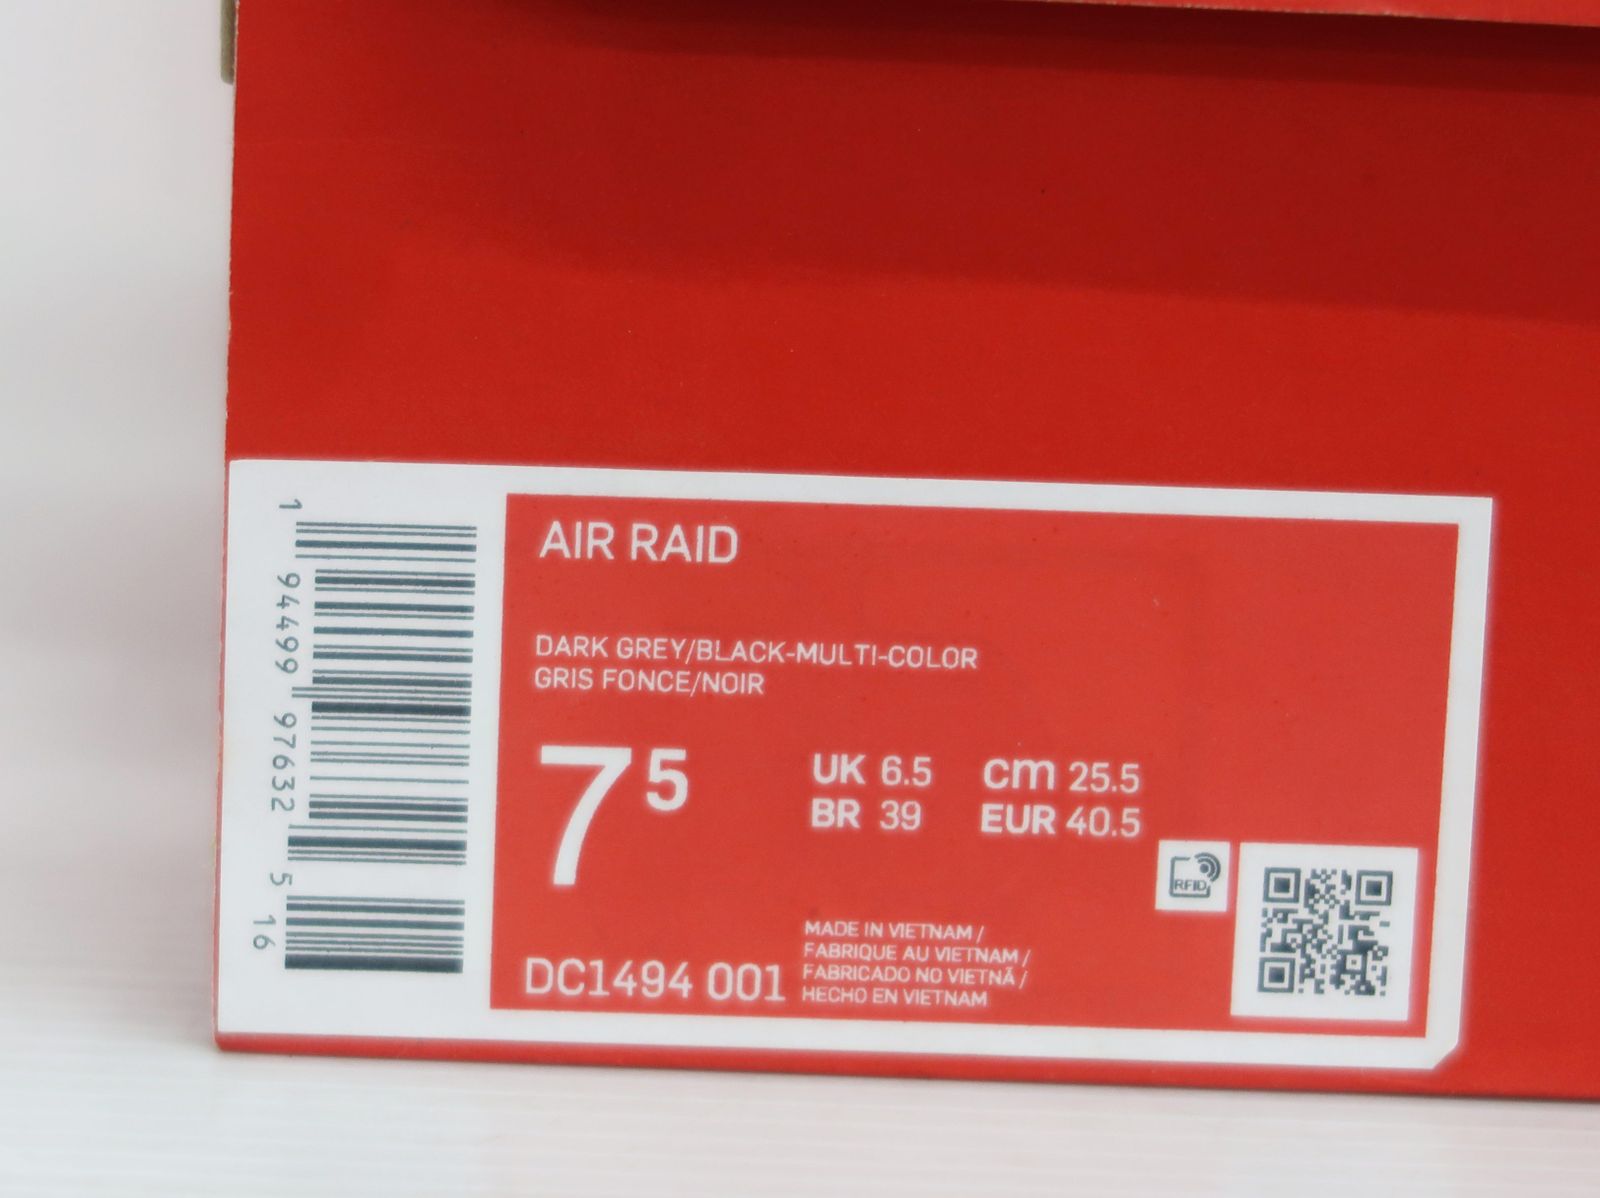 1 94499 97632 5 16
AIR RAID
DARK GREY/BLACK-MULTI-COLOR
GRIS FONCE/NOIR
7 5
UK 6.5 cm 25.5
BR 39 EUR 40.5
RFID
DC1494 001
MADE IN VIETNAM /
FABRIQUE AU VIETNAM /
FABRICADO NO VIETNÃ /
HECHO EN VIETNAM